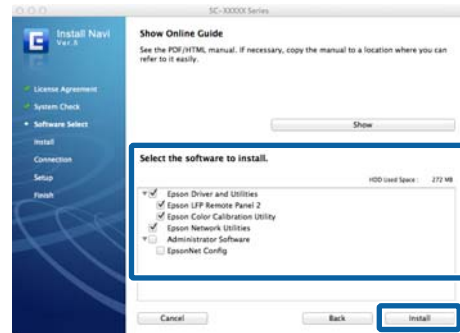 SC-XXXXX Series
Install Navi
Ver.3
Show Online Guide
See the PDF/HTML manual. If necessary, copy the manual to a location where you can
refer to it easily.
License Agreement
System Check
Software Select
Install
Connection
Setup
Finish
Show
Select the software to install.
HDD Used Space: 272 MB
Epson Driver and Utilities
Epson LFP Remote Panel 2
Epson Color Calibration Utility
Epson Network Utilities
Administrator Software
EpsonNet Config
Cancel
Back
Install